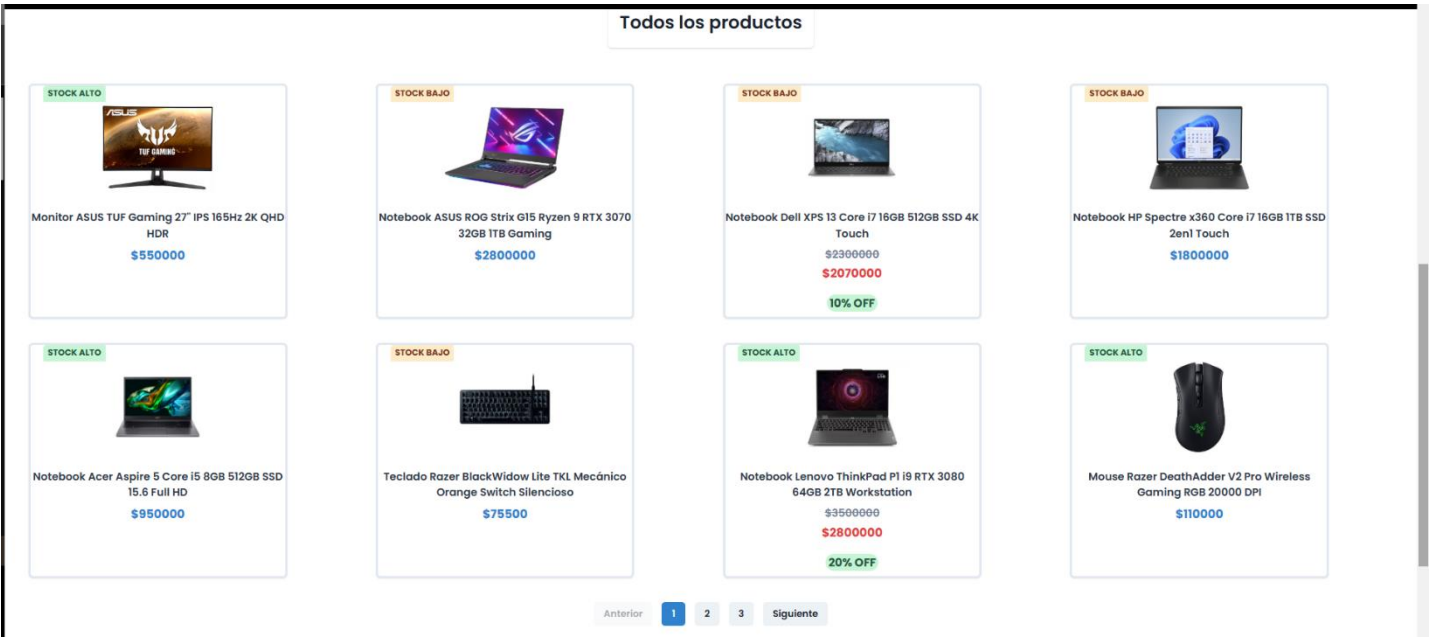 Todos los productos
STOCK ALTO
ASUS
TUF GAMING
Monitor ASUS TUF Gaming 27" IPS 165Hz 2K QHD
HDR
$550000
STOCK BAJO
Notebook ASUS ROG Strix G15 Ryzen 9 RTX 3070
32GB 1TB Gaming
$2800000
STOCK BAJO
Notebook Dell XPS 13 Core i7 16GB 512GB SSD 4K
Touch
$2300000
$2070000
10% OFF
STOCK BAJO
Notebook HP Spectre x360 Core i7 16GB 1TB SSD
2en1 Touch
$1800000
STOCK ALTO
Notebook Acer Aspire 5 Core i5 8GB 512GB SSD
15.6 Full HD
$950000
STOCK BAJO
Teclado Razer BlackWidow Lite TKL Mecánico
Orange Switch Silencioso
$75500
STOCK ALTO
Notebook Lenovo ThinkPad P1 i9 RTX 3080
64GB 2TB Workstation
$3500000
$2800000
20% OFF
STOCK ALTO
Mouse Razer DeathAdder V2 Pro Wireless
Gaming RGB 20000 DPI
$110000
Anterior 1 2 3 Siguiente